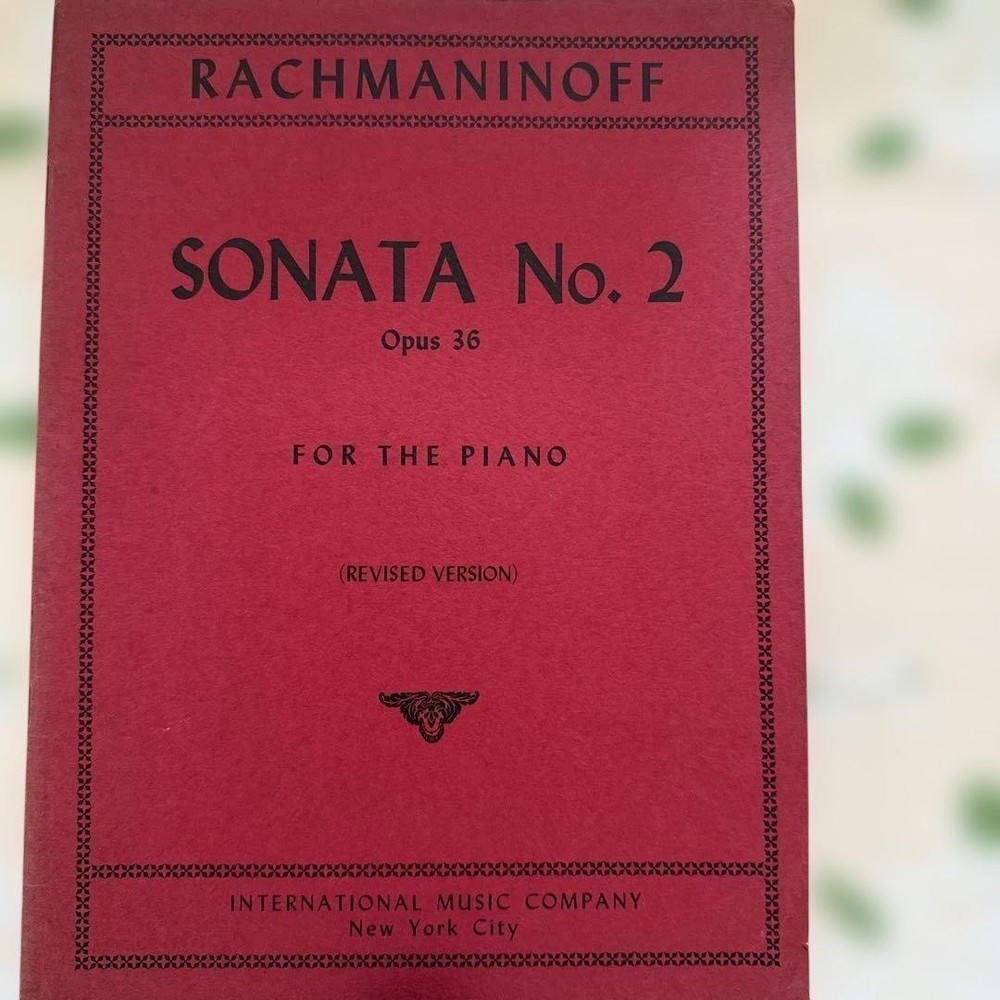 RACHMANINOFF
SONATA No. 2
Opus 36
FOR THE PIANO
(REVISED VERSION)
INTERNATIONAL MUSIC COMPANY
New York City